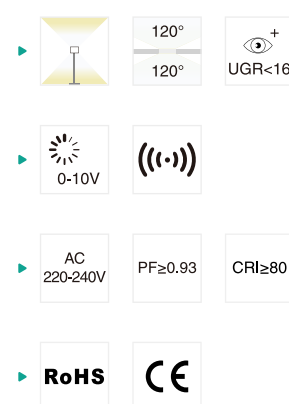 120°
120°
+
UGR<16
0-10V
AC
220-240V
PF≥0.93
CRI≥80
RoHS
CE